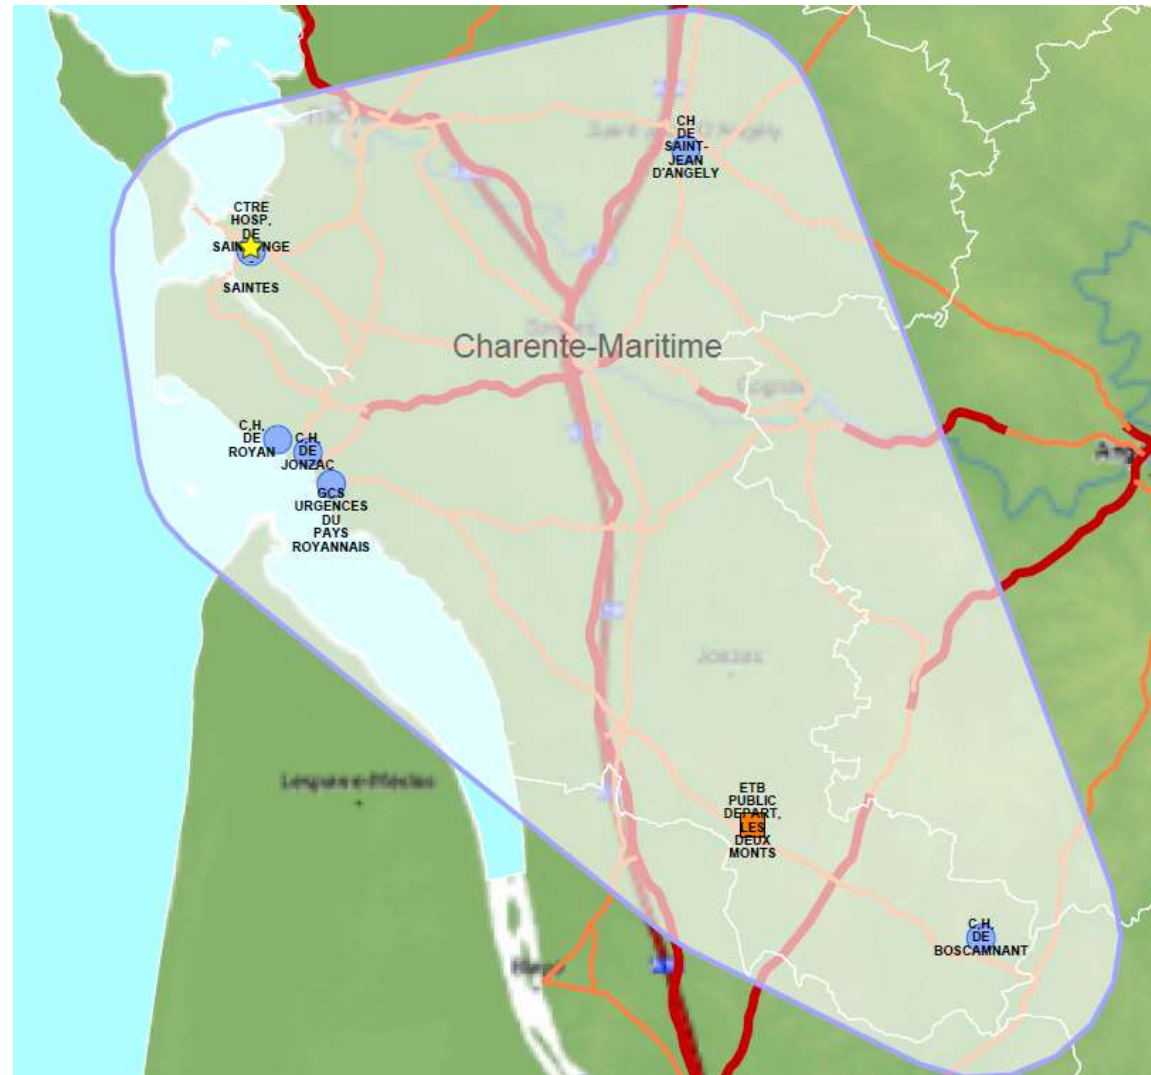 CH
DE
SAINT-
JEAN
D'ANGELY
CTRE
HOSP,
DE
SAINTONGE
-
SAINTES
Charente-Maritime
C,H,
DE
ROYAN
C,H,
DE
JONZAC
GCS
URGENCES
DU
PAYS
ROYANNAIS
Jonzac
ETB
PUBLIC
DEPART,
LES
DEUX
MONTS
C,H,
DE
BOSCAMNANT